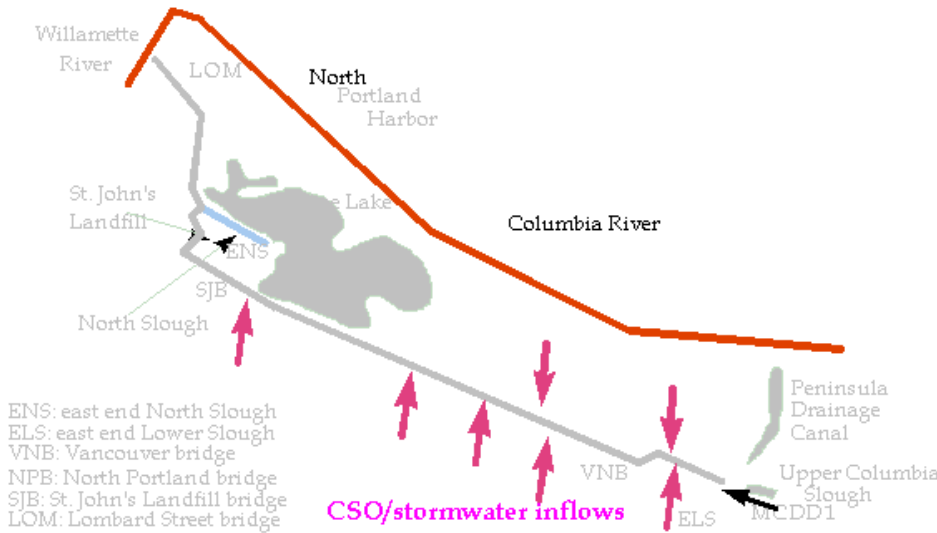 Willamette
River
LOM
North
Portland
Harbor
St. John's
Landfill
e Lake
Columbia River
ENS
SJB
North Slough
Peninsula
Drainage
Canal
ENS: east end North Slough
ELS: east end Lower Slough
VNB: Vancouver bridge
NPB: North Portland bridge
SJB: St. John's Landfill bridge
LOM: Lombard Street bridge
VNB
Upper Columbia
Slough
MCDD1
ELS
CSO/stormwater inflows